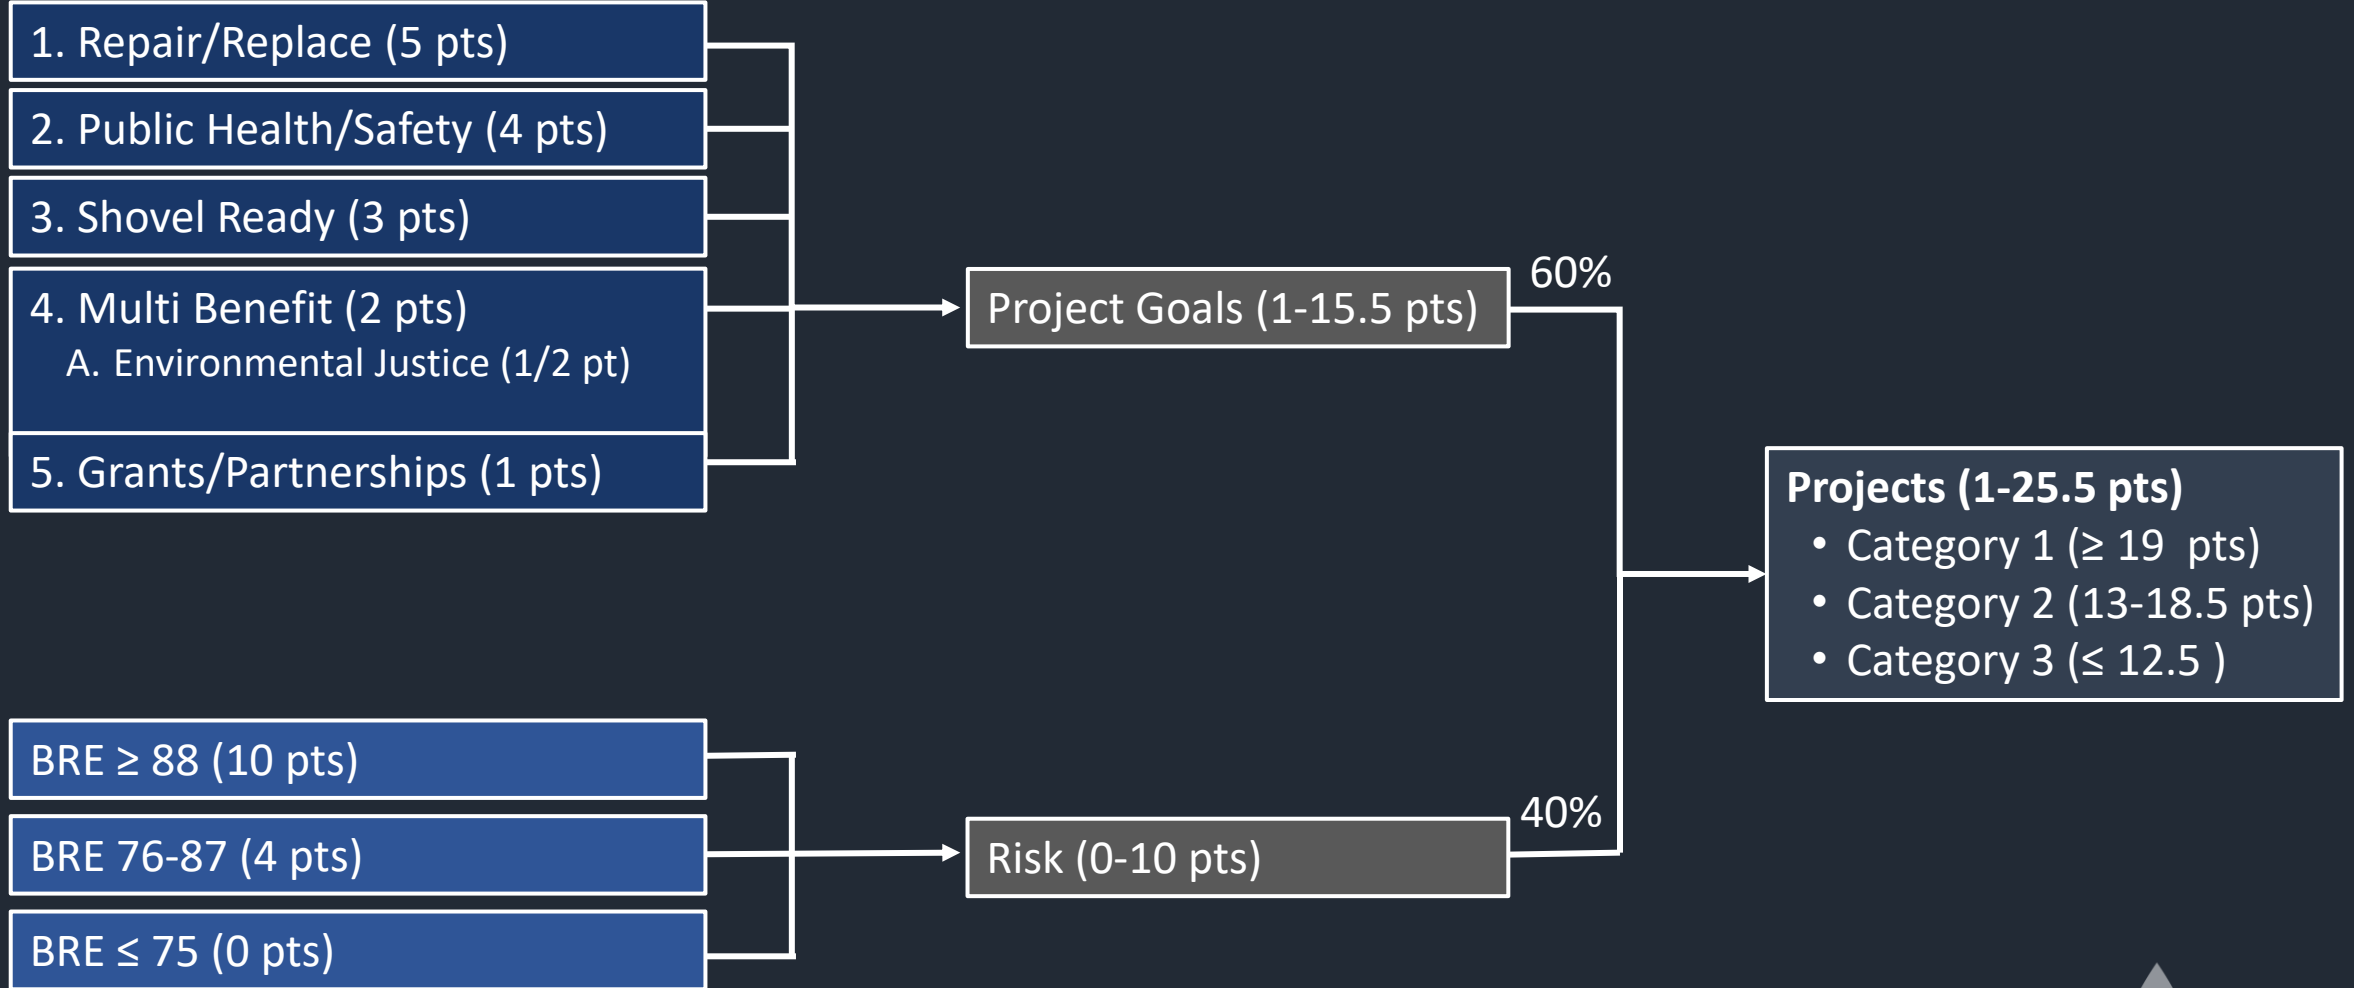 1. Repair/Replace (5 pts)
2. Public Health/Safety (4 pts)
3. Shovel Ready (3 pts)
4. Multi Benefit (2 pts)
A. Environmental Justice (1/2 pt)
5. Grants/Partnerships (1 pts)
Project Goals (1-15.5 pts)
60%
Projects (1-25.5 pts)
• Category 1 (≥ 19 pts)
• Category 2 (13-18.5 pts)
• Category 3 (≤ 12.5 )
BRE ≥ 88 (10 pts)
BRE 76-87 (4 pts)
BRE ≤ 75 (0 pts)
Risk (0-10 pts)
40%